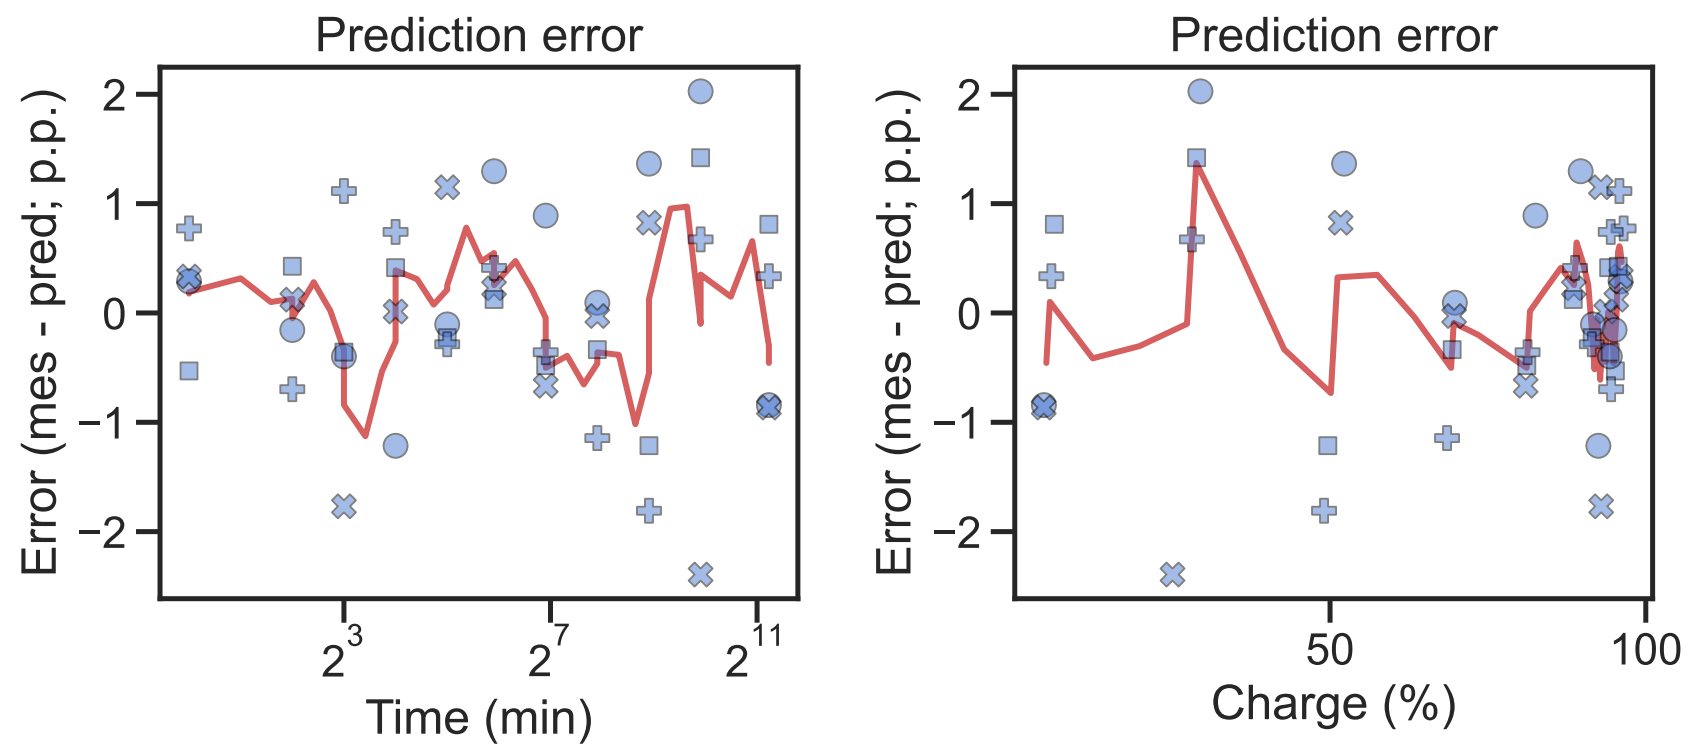 Prediction error
Error (mes - pred; p.p.)
2
1
0
−1
−2
2^3
2^7
2^11
Time (min)
Prediction error
Error (mes - pred; p.p.)
2
1
0
−1
−2
50
100
Charge (%)